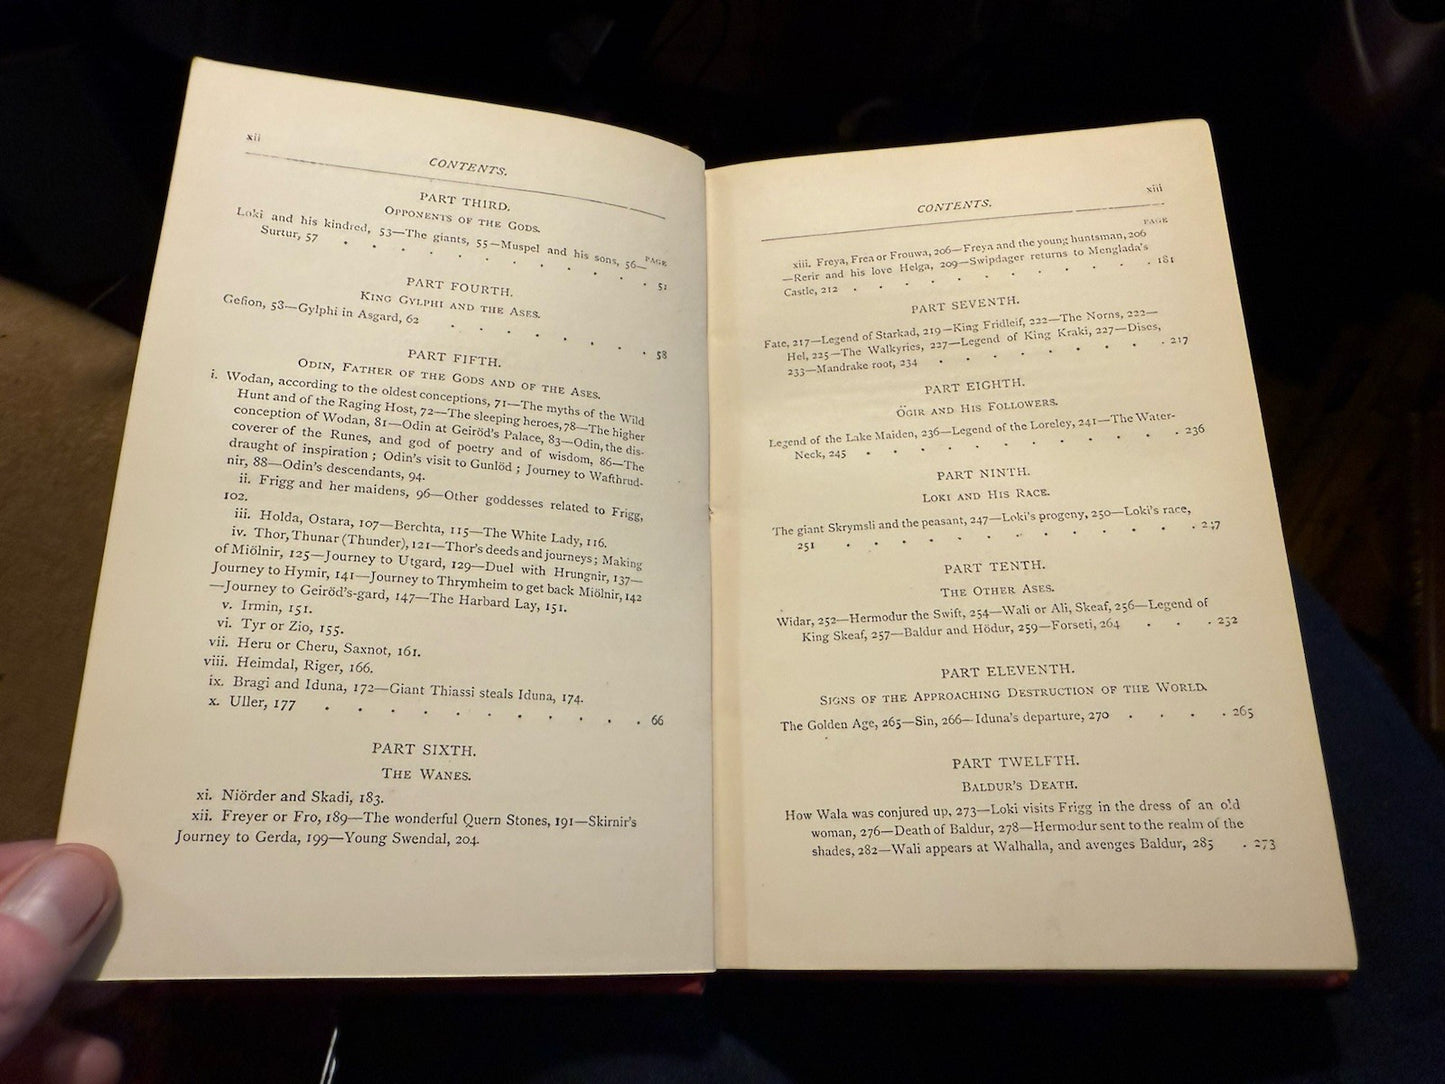 xii
CONTENTS.
PART THIRD.
OPPONENTS OF THE GODS.
PAGE
Loki and his kindred, 53—The giants, 55—Muspel and his sons, 56—
Surtur, 57 . . . . . . . . . 51
PART FOURTH.
KING GYLPHI AND THE ASES.
Gefion, 58—Gylphi in Asgard, 62 . . . . . . 58
PART FIFTH.
ODIN, FATHER OF THE GODS AND OF THE ASES.
i. Wodan, according to the oldest conceptions, 71—The myths of the Wild
Hunt and of the Raging Host, 72—The sleeping heroes, 78—The higher
conception of Wodan, 81—Odin at Geiröd's Palace, 83—Odin, the dis-
coverer of the Runes, and god of poetry and of wisdom, 86—The
draught of inspiration; Odin's visit to Gunlöd; Journey to Wafthrud-
nir, 88—Odin's descendants, 94.
ii. Frigg and her maidens, 96—Other goddesses related to Frigg,
102.
iii. Holda, Ostara, 107—Berchta, 115—The White Lady, 116.
iv. Thor, Thunar (Thunder), 121—Thor's deeds and journeys; Making
of Miölnir, 125—Journey to Utgard, 129—Duel with Hrungnir, 137—
Journey to Hymir, 141—Journey to Thrymheim to get back Miölnir, 142
—Journey to Geiröd's-gard, 147—The Harbard Lay, 151.
v. Irmin, 151.
vi. Tyr or Zio, 155.
vii. Heru or Cheru, Saxnot, 161.
viii. Heimdal, Riger, 166.
ix. Bragi and Iduna, 172—Giant Thiassi steals Iduna, 174.
x. Uller, 177 . . . . . . . . . . 66
PART SIXTH.
THE WANES.
xi. Niörder and Skadi, 183.
xii. Freyer or Fro, 189—The wonderful Quern Stones, 191—Skirnir's
Journey to Gerda, 199—Young Swendal, 204.
xiii
CONTENTS.
PAGE
xiii. Freya, Frea or Frouwa, 206—Freya and the young huntsman, 206
—Rerir and his love Helga, 209—Swipdager returns to Menglada's
Castle, 212 . . . . . . . . 181
PART SEVENTH.
Fate, 217—Legend of Starkad, 219—King Fridleif, 222—The Norns, 222—
Hel, 225—The Walkyries, 227—Legend of King Kraki, 227—Dises,
233—Mandrake root, 234 . . . . . . . 217
PART EIGHTH.
ÖGIR AND HIS FOLLOWERS.
Legend of the Lake Maiden, 236—Legend of the Loreley, 241—The Water-
Neck, 245 . . . . . . . . . 236
PART NINTH.
LOKI AND HIS RACE.
The giant Skrymsli and the peasant, 247—Loki's progeny, 250—Loki's race,
251 . . . . . . . . . . 247
PART TENTH.
THE OTHER ASES.
Widar, 252—Hermodur the Swift, 254—Wali or Ali, Skeaf, 256—Legend of
King Skeaf, 257—Baldur and Hödur, 259—Forseti, 264 . . . 252
PART ELEVENTH.
SIGNS OF THE APPROACHING DESTRUCTION OF THE WORLD.
The Golden Age, 265—Sin, 266—Iduna's departure, 270 . . . . 265
PART TWELFTH.
BALDUR'S DEATH.
How Wala was conjured up, 273—Loki visits Frigg in the dress of an old
woman, 276—Death of Baldur, 278—Hermodur sent to the realm of the
shades, 282—Wali appears at Walhalla, and avenges Baldur, 285 . 273